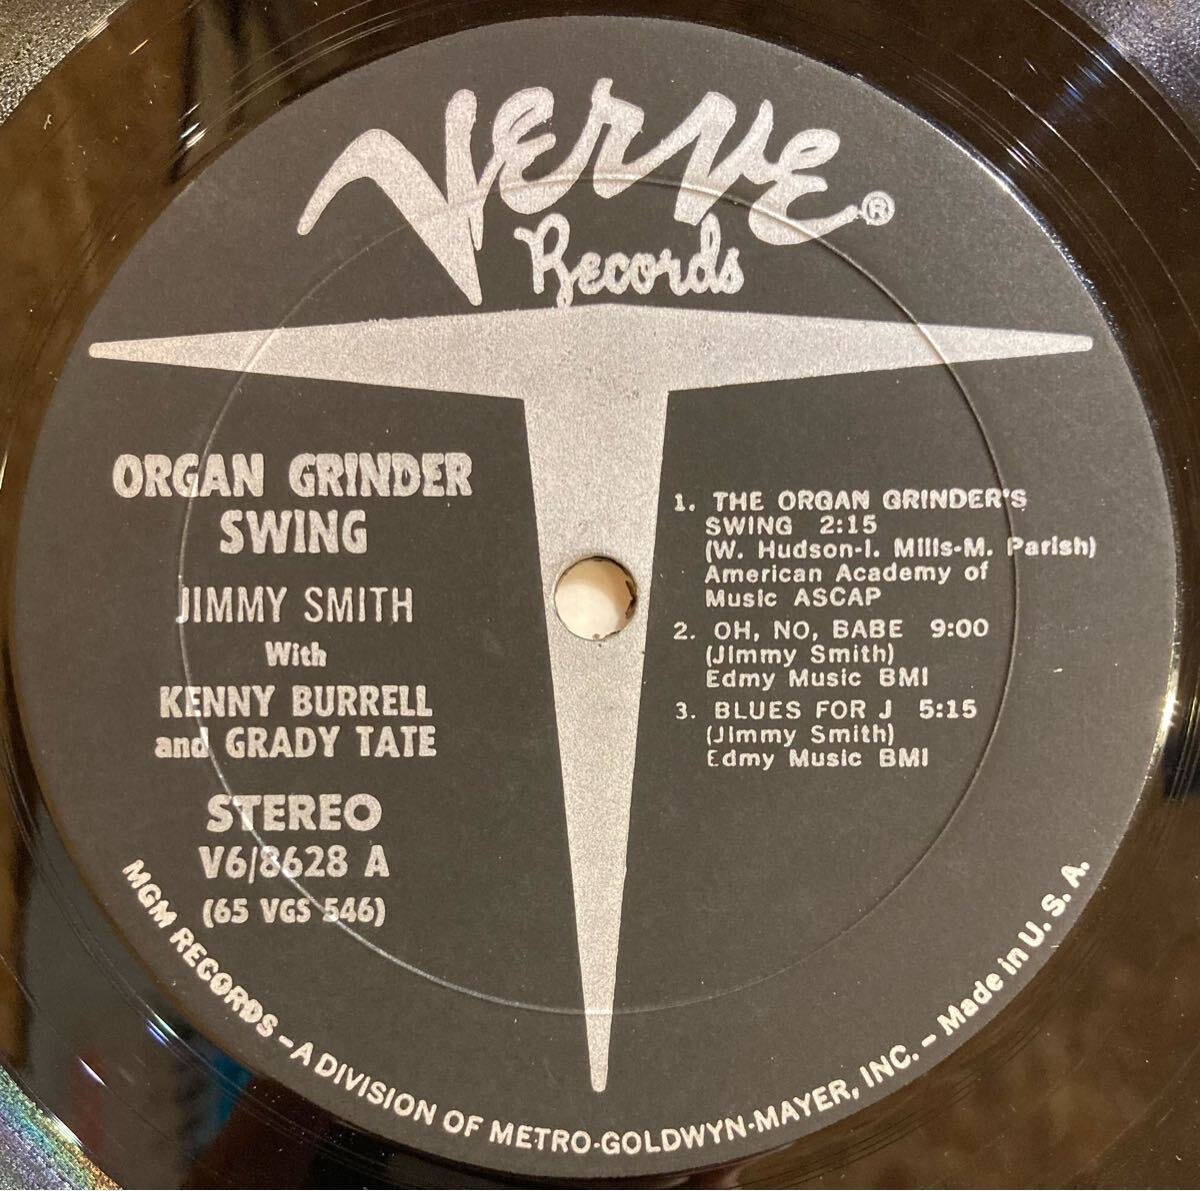 Verve ®
Records
ORGAN GRINDER
SWING
JIMMY SMITH
With
KENNY BURRELL
and GRADY TATE
STEREO
V6/8628 A
(65 VGS 546)
1. THE ORGAN GRINDER'S
SWING 2:15
(W. Hudson-I. Mills-M. Parish)
American Academy of
Music ASCAP
2. OH, NO, BABE 9:00
(Jimmy Smith)
Edmy Music BMI
3. BLUES FOR J 5:15
(Jimmy Smith)
Edmy Music BMI
MGM RECORDS – A DIVISION OF METRO-GOLDWYN-MAYER, INC. – Made in U. S. A.